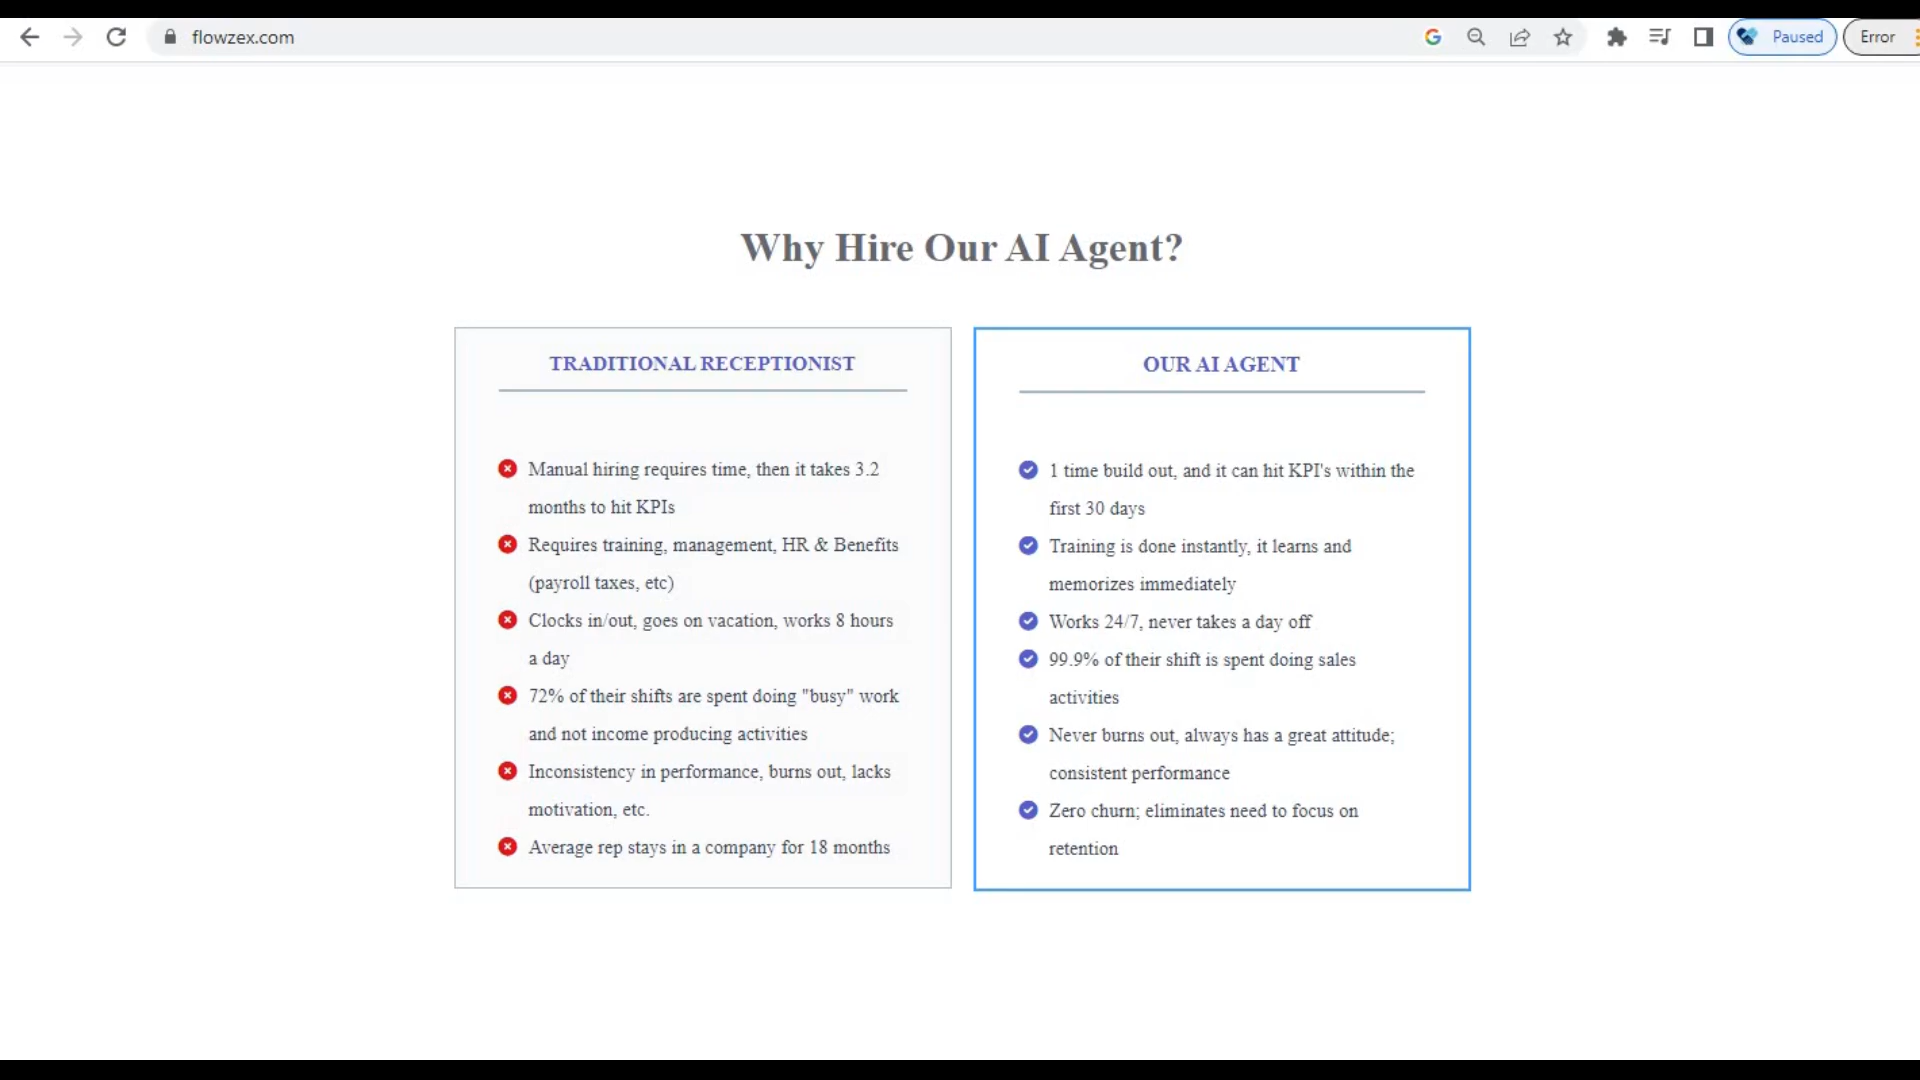 flowzex.com
Paused
Error
Why Hire Our AI Agent?
TRADITIONAL RECEPTIONIST
Manual hiring requires time, then it takes 3.2
months to hit KPIs
Requires training, management, HR & Benefits
(payroll taxes, etc)
Clocks in/out, goes on vacation, works 8 hours
a day
72% of their shifts are spent doing "busy" work
and not income producing activities
Inconsistency in performance, burns out, lacks
motivation, etc.
Average rep stays in a company for 18 months
OUR AI AGENT
1 time build out, and it can hit KPI's within the
first 30 days
Training is done instantly, it learns and
memorizes immediately
Works 24/7, never takes a day off
99.9% of their shift is spent doing sales
activities
Never burns out, always has a great attitude;
consistent performance
Zero churn; eliminates need to focus on
retention